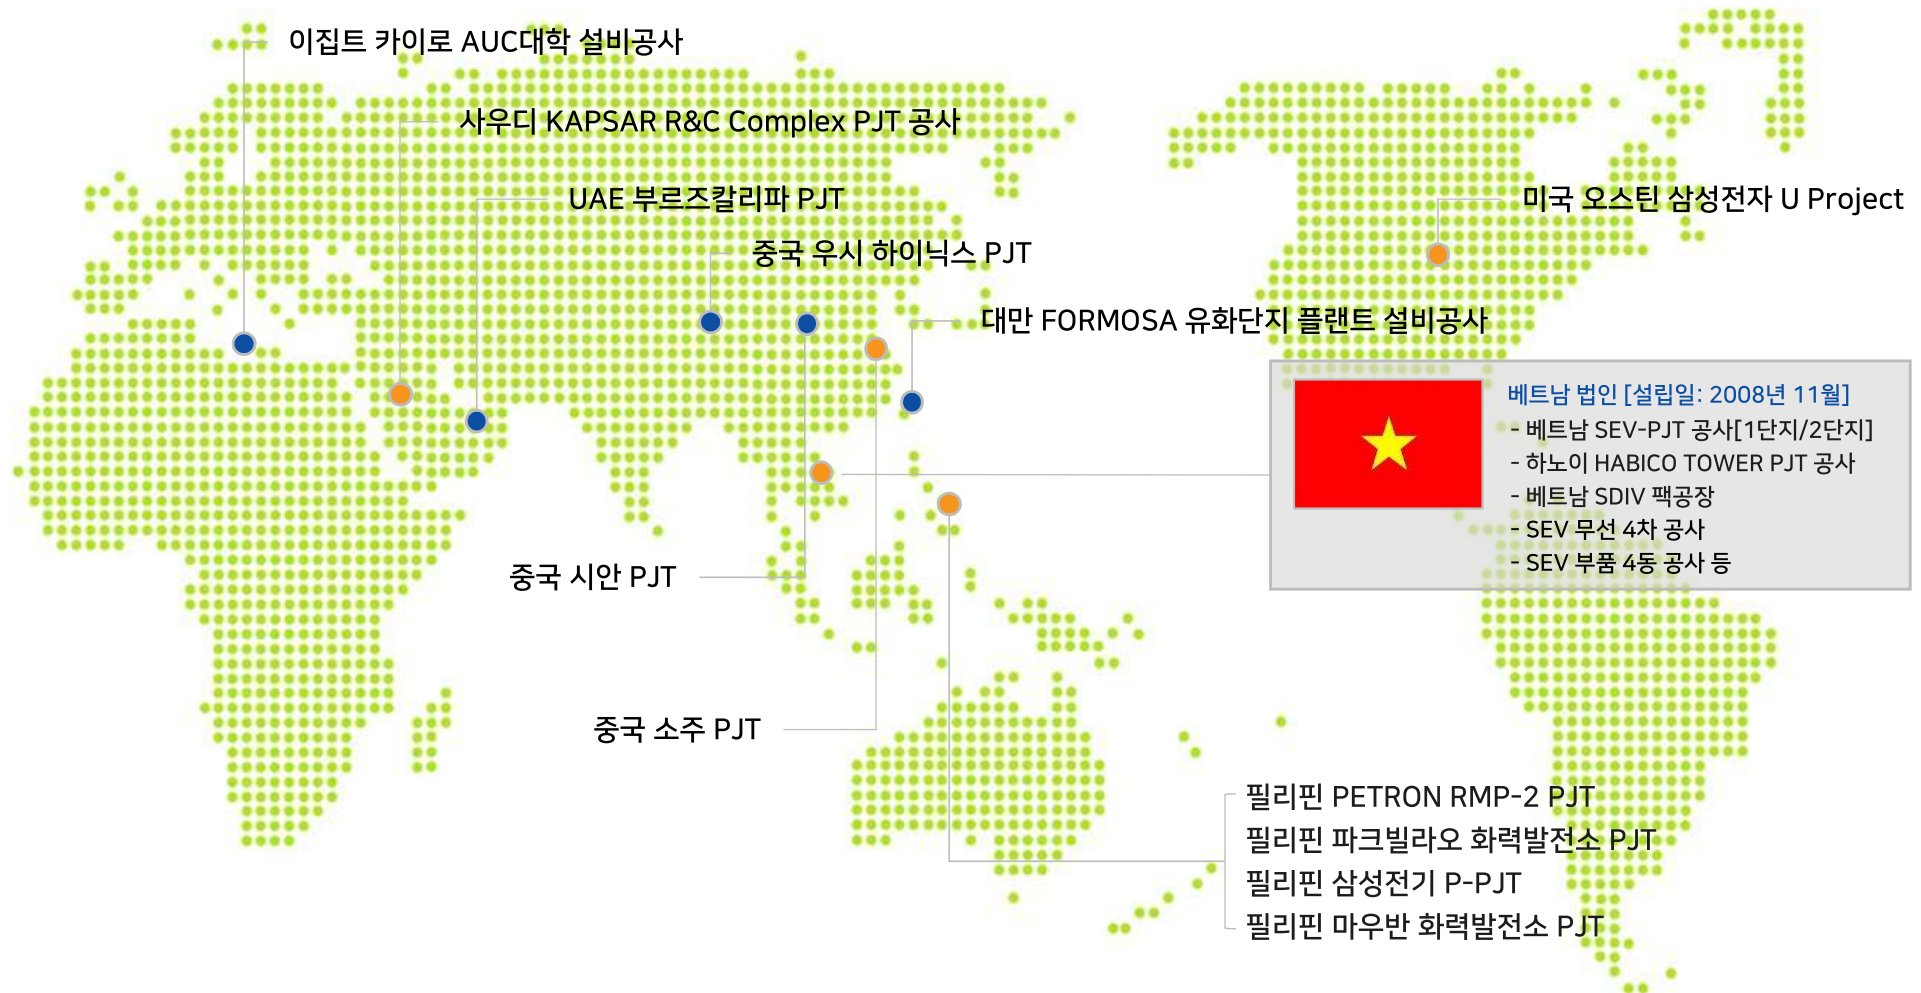 이집트 카이로 AUC대학 설비공사
사우디 KAPSAR R&C Complex PJT 공사
UAE 부르즈칼리파 PJT
미국 오스틴 삼성전자 U Project
중국 우시 하이닉스 PJT
대만 FORMOSA 유화단지 플랜트 설비공사
베트남 법인 [설립일: 2008년 11월]
- 베트남 SEV-PJT 공사[1단지/2단지]
- 하노이 HABICO TOWER PJT 공사
- 베트남 SDIV 팩공장
- SEV 무선 4차 공사
- SEV 부품 4동 공사 등
중국 시안 PJT
중국 소주 PJT
필리핀 PETRON RMP-2 PJT
필리핀 파크빌라오 화력발전소 PJT
필리핀 삼성전기 P-PJT
필리핀 마우반 화력발전소 PJT